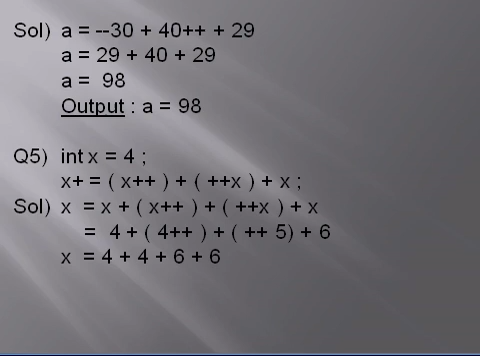 Sol) a = --30 + 40++ + 29
a = 29 + 40 + 29
a = 98
Output : a = 98
Q5) int x = 4 ;
x+ = ( x++ ) + ( ++x ) + x ;
Sol) x = x + ( x++ ) + ( ++x ) + x
= 4 + ( 4++ ) + ( ++ 5) + 6
x = 4 + 4 + 6 + 6